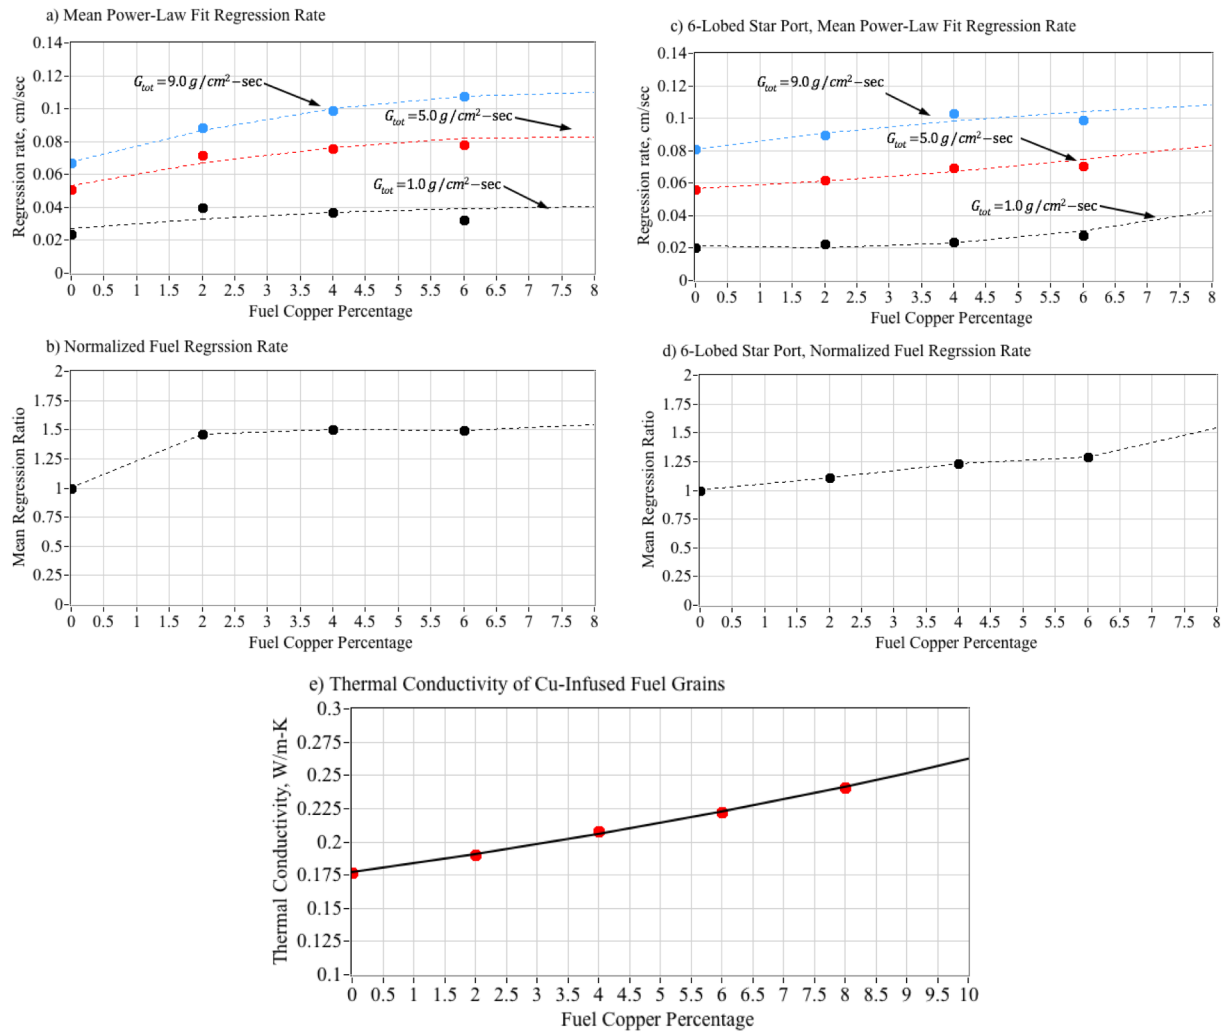 a) Mean Power-Law Fit Regression Rate
Regression rate, cm/sec
0.14
0.12
0.1
0.08
0.06
0.04
0.02
0
G_tot=9.0 g/cm²−sec
G_tot=5.0 g/cm²−sec
G_tot=1.0 g/cm²−sec
0 0.5 1 1.5 2 2.5 3 3.5 4 4.5 5 5.5 6 6.5 7 7.5 8
Fuel Copper Percentage
c) 6-Lobed Star Port, Mean Power-Law Fit Regression Rate
Regression rate, cm/sec
0.14
0.12
0.1
0.08
0.06
0.04
0.02
0
G_tot=9.0 g/cm²−sec
G_tot=5.0 g/cm²−sec
G_tot=1.0 g/cm²−sec
0 0.5 1 1.5 2 2.5 3 3.5 4 4.5 5 5.5 6 6.5 7 7.5 8
Fuel Copper Percentage
b) Normalized Fuel Regrssion Rate
Mean Regression Ratio
2
1.75
1.5
1.25
1
0.75
0.5
0.25
0
0 0.5 1 1.5 2 2.5 3 3.5 4 4.5 5 5.5 6 6.5 7 7.5 8
Fuel Copper Percentage
d) 6-Lobed Star Port, Normalized Fuel Regrssion Rate
Mean Regression Ratio
2
1.75
1.5
1.25
1
0.75
0.5
0.25
0
0 0.5 1 1.5 2 2.5 3 3.5 4 4.5 5 5.5 6 6.5 7 7.5 8
Fuel Copper Percentage
e) Thermal Conductivity of Cu-Infused Fuel Grains
Thermal Conductivity, W/m-K
0.3
0.275
0.25
0.225
0.2
0.175
0.15
0.125
0.1
0 0.5 1 1.5 2 2.5 3 3.5 4 4.5 5 5.5 6 6.5 7 7.5 8 8.5 9 9.5 10
Fuel Copper Percentage